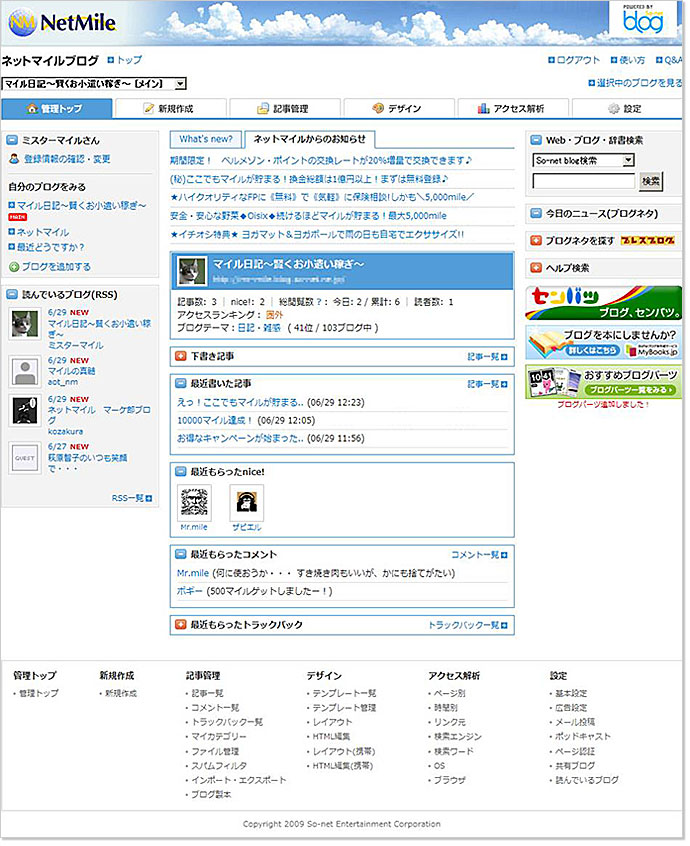 NetMile
POWERED BY
So-net
blog
ネットマイルブログ トップ
ログアウト 使い方 Q&A
マイル日記～賢くお小遣い稼ぎ～ [メイン]
選択中のブログを見る
管理トップ 新規作成 記事管理 デザイン アクセス解析 設定
ミスターマイルさん
登録情報の確認・変更
自分のブログをみる
マイル日記～賢くお小遣い稼ぎ～
MAIN
ネットマイル
最近どうですか？
ブログを追加する
読んでいるブログ(RSS)
6/29 NEW
マイル日記～賢くお小遣い稼ぎ～
ミスターマイル
6/29 NEW
マイルの真髄
aot_nm
6/29 NEW
ネットマイル マーケ部ブログ
kozakura
GUEST
6/27 NEW
萩原智子のいつも笑顔で・・・
RSS一覧
What's new? ネットマイルからのお知らせ
期間限定！ ベルメゾン・ポイントの交換レートが20%増量で交換できます♪
(秘)ここでもマイルが貯まる！換金総額は1億円以上！まずは無料登録♪
★ハイクオリティなFPに《無料》で《気軽》に保険相談!しかも＼5,000mile／
安全・安心な野菜◆Oisix◆続けるほどマイルが貯まる！最大5,000mile
★イチオシ特典★ ヨガマット＆ヨガボールで雨の日も自宅でエクササイズ!!
マイル日記～賢くお小遣い稼ぎ～
記事数: 3 ｜ nice!: 2 ｜ 総閲覧数?: 今日: 2 / 累計: 6 ｜ 読者数: 1
アクセスランキング: 圏外
ブログテーマ：日記・雑感 ( 41位 / 103ブログ中 )
下書き記事 記事一覧
最近書いた記事 記事一覧
えっ！ここでもマイルが貯まる.. (06/29 12:23)
10000マイル達成！ (06/29 12:05)
お得なキャンペーンが始まった.. (06/29 11:56)
最近もらったnice!
Mr.mile ザビエル
最近もらったコメント コメント一覧
Mr.mile (何に使おうか・・・ すき焼き肉もいいが、かにも捨てがたい)
ボギー (500マイルゲットしましたー！)
最近もらったトラックバック トラックバック一覧
Web・ブログ・辞書検索
So-net blog検索
検索
今日のニュース(ブログネタ)
ブログネタを探す プレスブログ
ヘルプ検索
センバツ
ブログ、センバツ。
ブログを本にしませんか？
詳しくはこちら MyBooks.jp
おすすめブログパーツ
ブログパーツ一覧をみる
ブログパーツ追加しました！
管理トップ 新規作成 記事管理 デザイン アクセス解析 設定
・管理トップ ・新規作成 ・記事一覧 ・テンプレート一覧 ・ページ別 ・基本設定
・コメント一覧 ・テンプレート管理 ・時間別 ・広告設定
・トラックバック一覧 ・レイアウト ・リンク元 ・メール投稿
・マイカテゴリー ・HTML編集 ・検索エンジン ・ポッドキャスト
・ファイル管理 ・レイアウト(携帯) ・検索ワード ・ページ認証
・スパムフィルタ ・HTML編集(携帯) ・OS ・共有ブログ
・インポート・エクスポート ・ブラウザ ・読んでいるブログ
・ブログ製本
Copyright 2009 So-net Entertainment Corporation